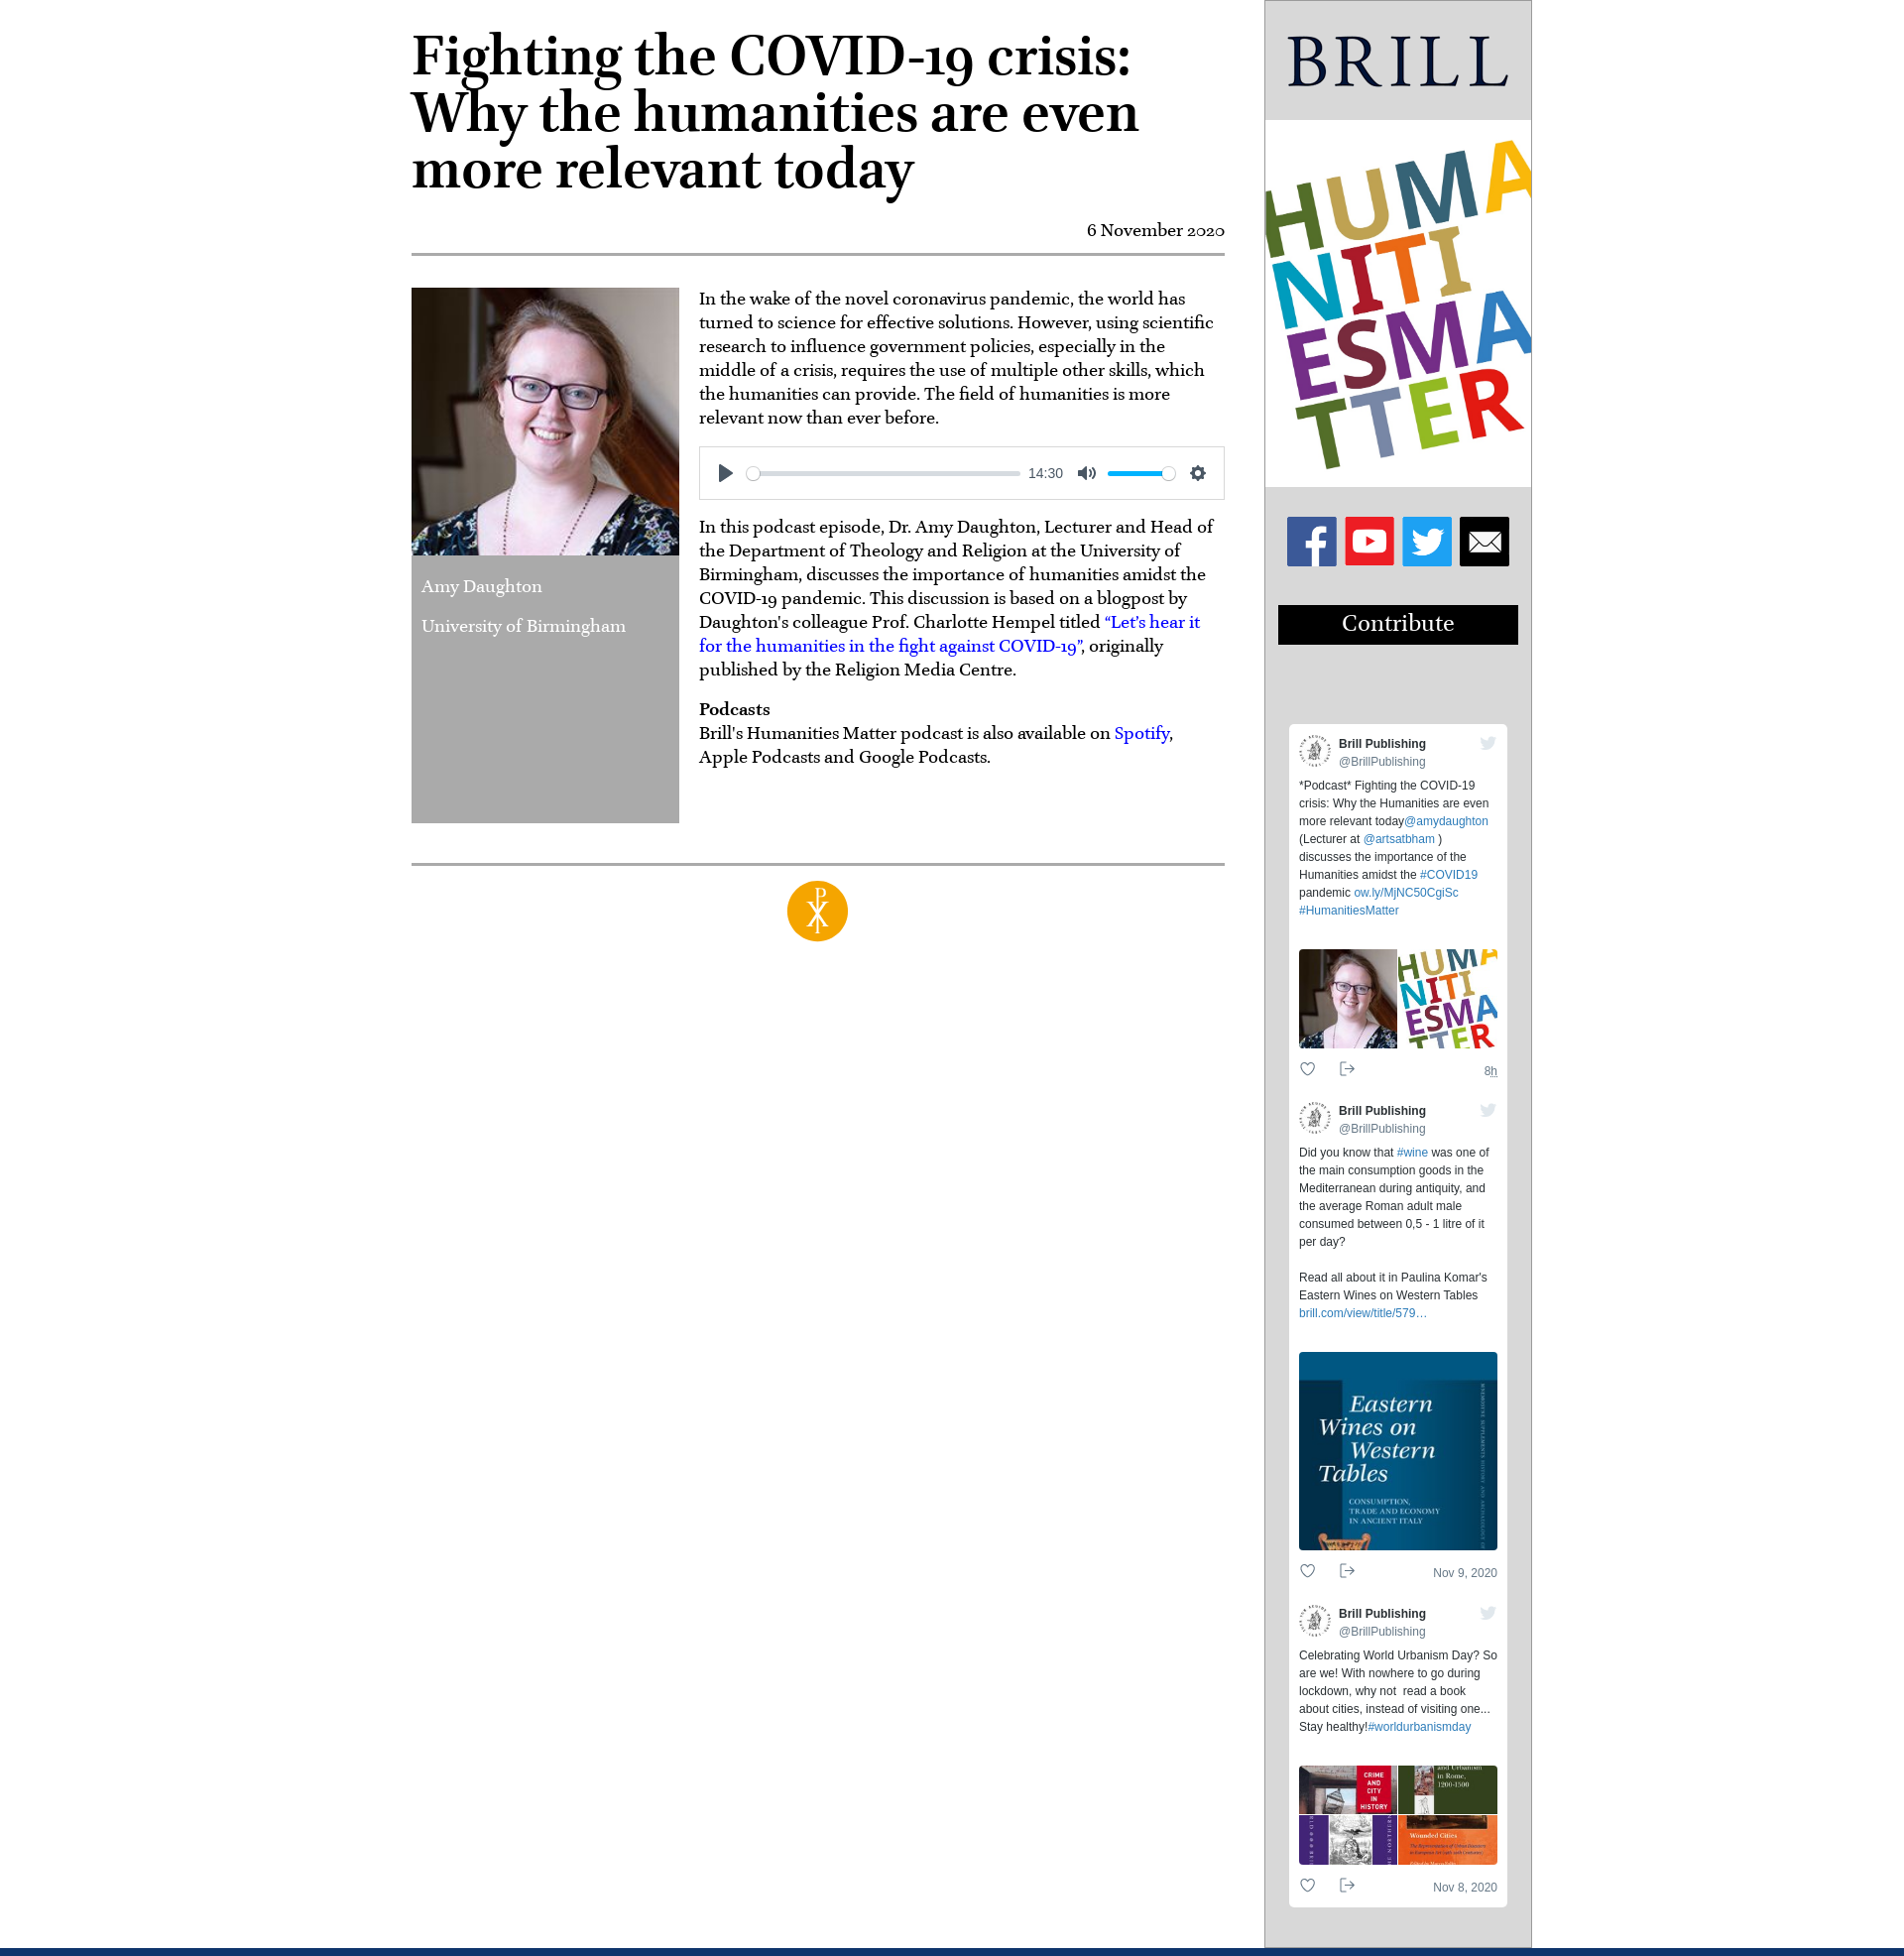 Fighting the COVID-19 crisis:
Why the humanities are even
more relevant today
6 November 2020
Amy Daughton
University of Birmingham
In the wake of the novel coronavirus pandemic, the world has
turned to science for effective solutions. However, using scientific
research to influence government policies, especially in the
middle of a crisis, requires the use of multiple other skills, which
the humanities can provide. The field of humanities is more
relevant now than ever before.
14:30
In this podcast episode, Dr. Amy Daughton, Lecturer and Head of
the Department of Theology and Religion at the University of
Birmingham, discusses the importance of humanities amidst the
COVID-19 pandemic. This discussion is based on a blogpost by
Daughton's colleague Prof. Charlotte Hempel titled “Let’s hear it
for the humanities in the fight against COVID-19”, originally
published by the Religion Media Centre.
Podcasts
Brill's Humanities Matter podcast is also available on Spotify,
Apple Podcasts and Google Podcasts.
BRILL
HUMA
NITI
ESMA
TTER
Contribute
Brill Publishing
@BrillPublishing
*Podcast* Fighting the COVID-19
crisis: Why the Humanities are even
more relevant today@amydaughton
(Lecturer at @artsatbham )
discusses the importance of the
Humanities amidst the #COVID19
pandemic ow.ly/MjNC50CgiSc
#HumanitiesMatter
HUMA
NITI
ESMA
TTER
8h
Brill Publishing
@BrillPublishing
Did you know that #wine was one of
the main consumption goods in the
Mediterranean during antiquity, and
the average Roman adult male
consumed between 0,5 - 1 litre of it
per day?
Read all about it in Paulina Komar's
Eastern Wines on Western Tables
brill.com/view/title/579…
Eastern
Wines on
Western
Tables
CONSUMPTION,
TRADE AND ECONOMY
IN ANCIENT ITALY
Nov 9, 2020
Brill Publishing
@BrillPublishing
Celebrating World Urbanism Day? So
are we! With nowhere to go during
lockdown, why not  read a book
about cities, instead of visiting one...
Stay healthy!#worldurbanismday
CRIME
AND
CITY
IN
HISTORY
and Urbanism
in Rome,
1200-1500
Wounded Cities
Nov 8, 2020